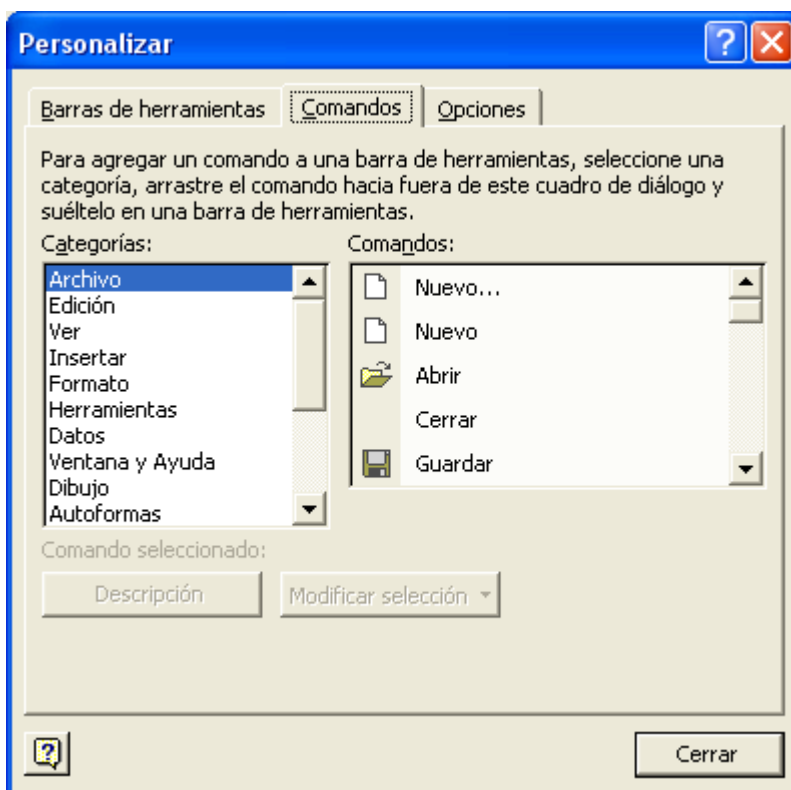 Personalizar
Barras de herramientas Comandos Opciones
Para agregar un comando a una barra de herramientas, seleccione una
categoría, arrastre el comando hacia fuera de este cuadro de diálogo y
suéltelo en una barra de herramientas.
Categorías:
Archivo
Edición
Ver
Insertar
Formato
Herramientas
Datos
Ventana y Ayuda
Dibujo
Autoformas
Comandos:
Nuevo...
Nuevo
Abrir
Cerrar
Guardar
Comando seleccionado:
Descripción Modificar selección
Cerrar